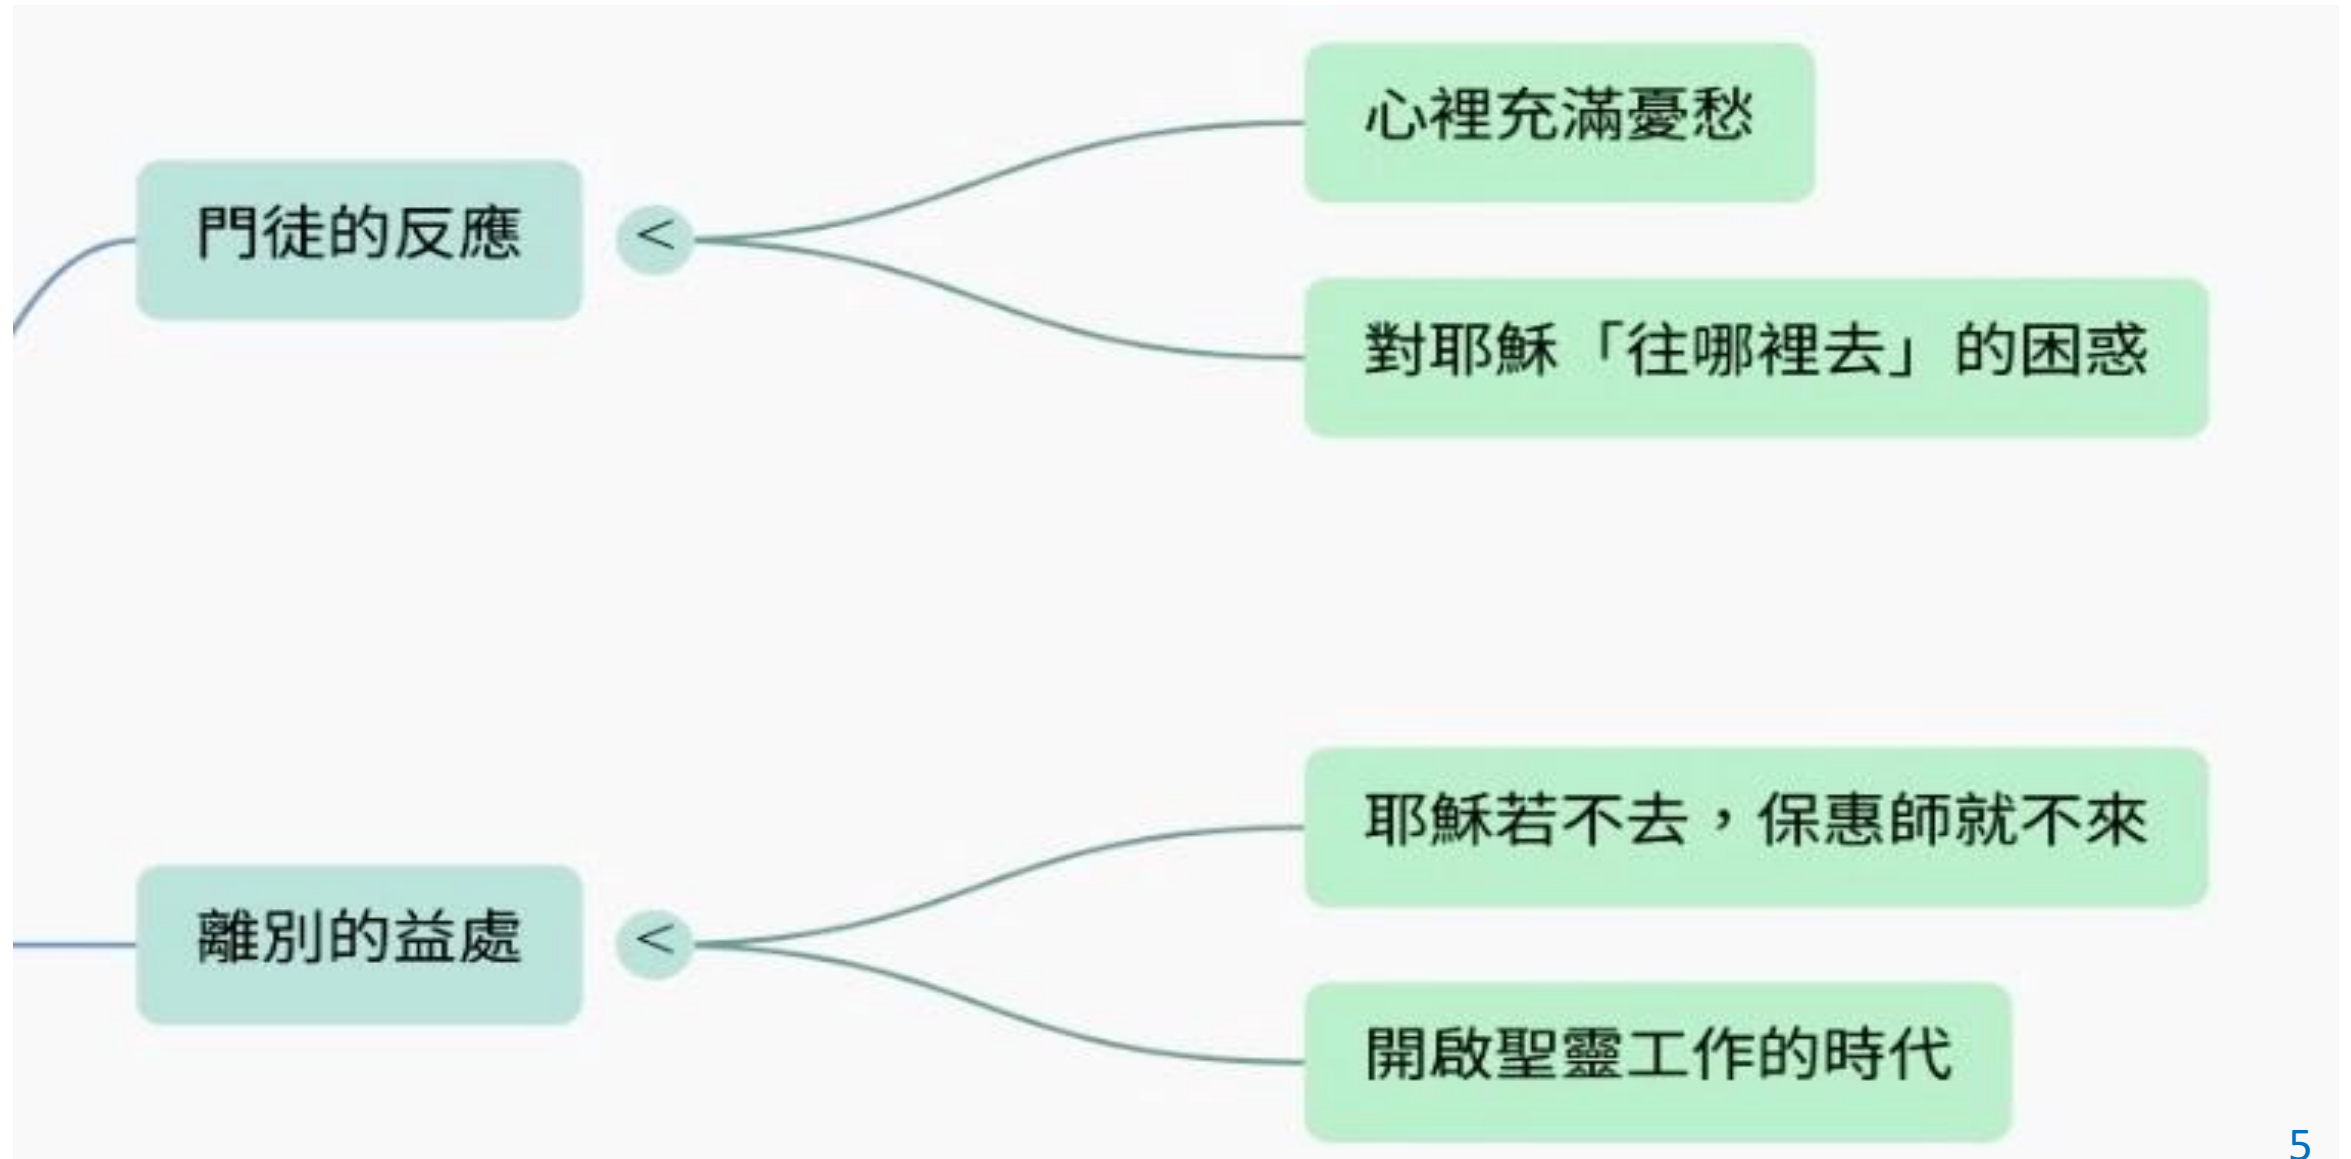 門徒的反應
<
心裡充滿憂愁
對耶穌「往哪裡去」的困惑
離別的益處
<
耶穌若不去，保惠師就不來
開啟聖靈工作的時代
5